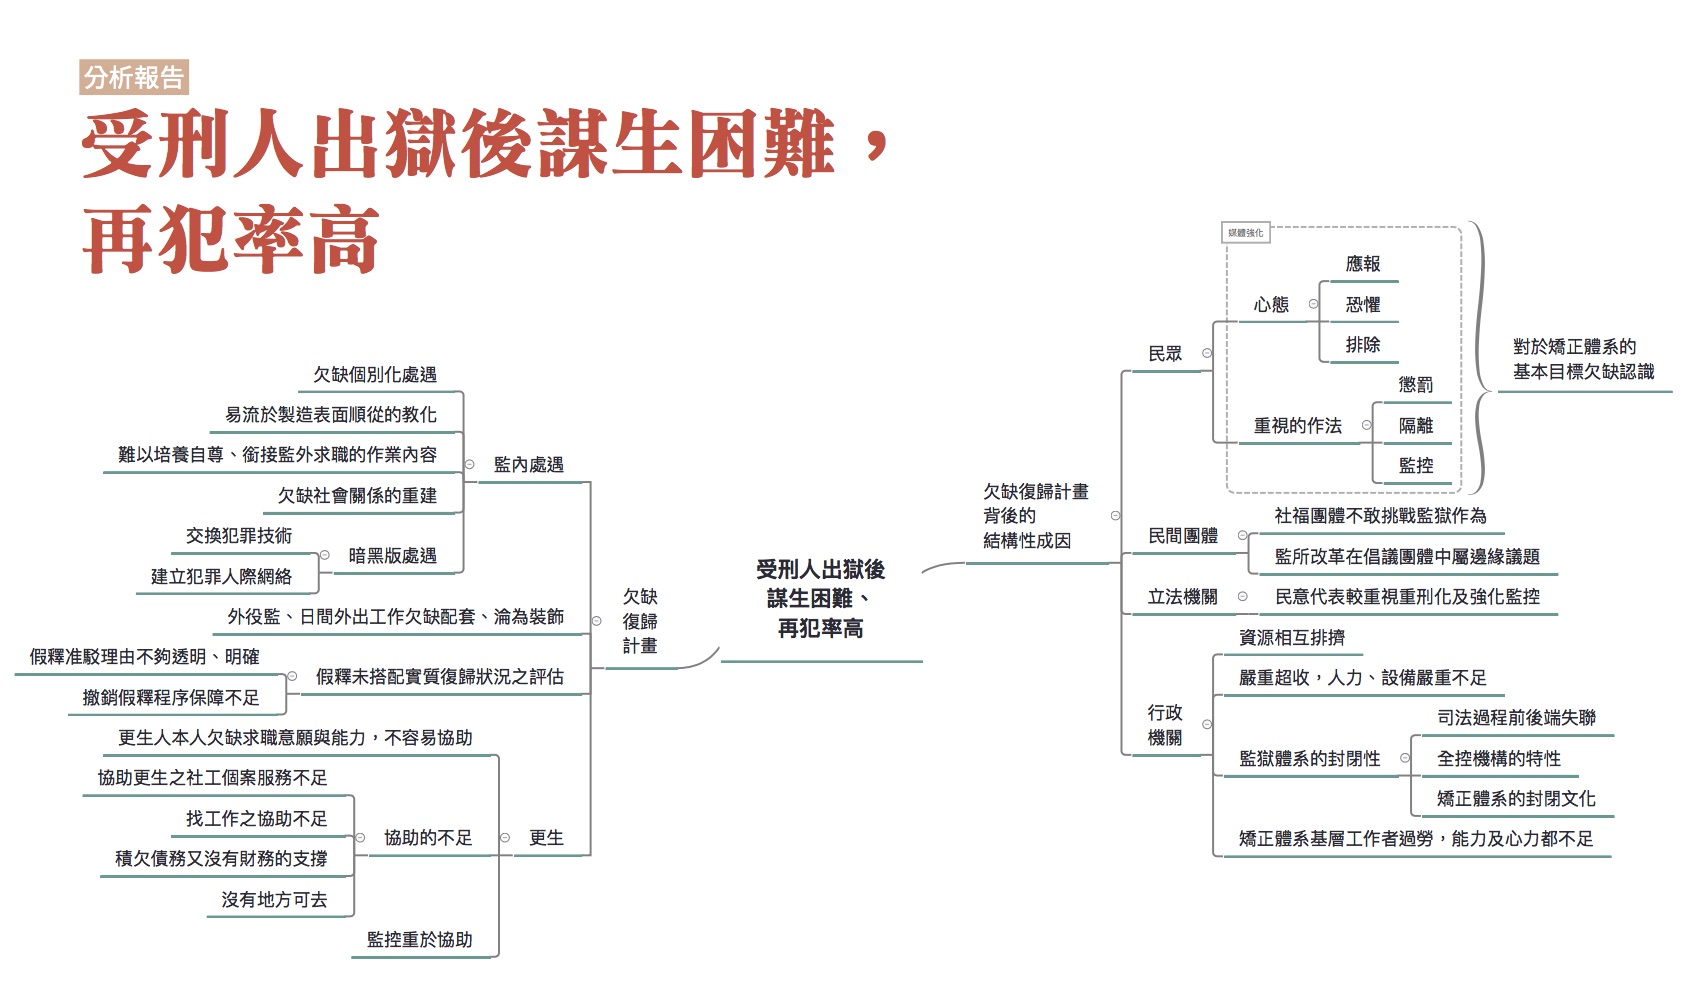 分析報告
受刑人出獄後謀生困難，
再犯率高
欠缺個別化處遇
易流於製造表面順從的教化
難以培養自尊、銜接監外求職的作業內容
欠缺社會關係的重建
交換犯罪技術
建立犯罪人際網絡
暗黑版處遇
監內處遇
外役監、日間外出工作欠缺配套、淪為裝飾
假釋准駁理由不夠透明、明確
撤銷假釋程序保障不足
假釋未搭配實質復歸狀況之評估
更生人本人欠缺求職意願與能力，不容易協助
協助更生之社工個案服務不足
找工作之協助不足
積欠債務又沒有財務的支撐
沒有地方可去
協助的不足
監控重於協助
更生
欠缺
復歸
計畫
受刑人出獄後
謀生困難、
再犯率高
欠缺復歸計畫
背後的
結構性成因
民眾
媒體強化
心態
應報
恐懼
排除
重視的作法
懲罰
隔離
監控
對於矯正體系的
基本目標欠缺認識
民間團體
社福團體不敢挑戰監獄作為
監所改革在倡議團體中屬邊緣議題
立法機關
民意代表較重視重刑化及強化監控
行政
機關
資源相互排擠
嚴重超收，人力、設備嚴重不足
監獄體系的封閉性
司法過程前後端失聯
全控機構的特性
矯正體系的封閉文化
矯正體系基層工作者過勞，能力及心力都不足